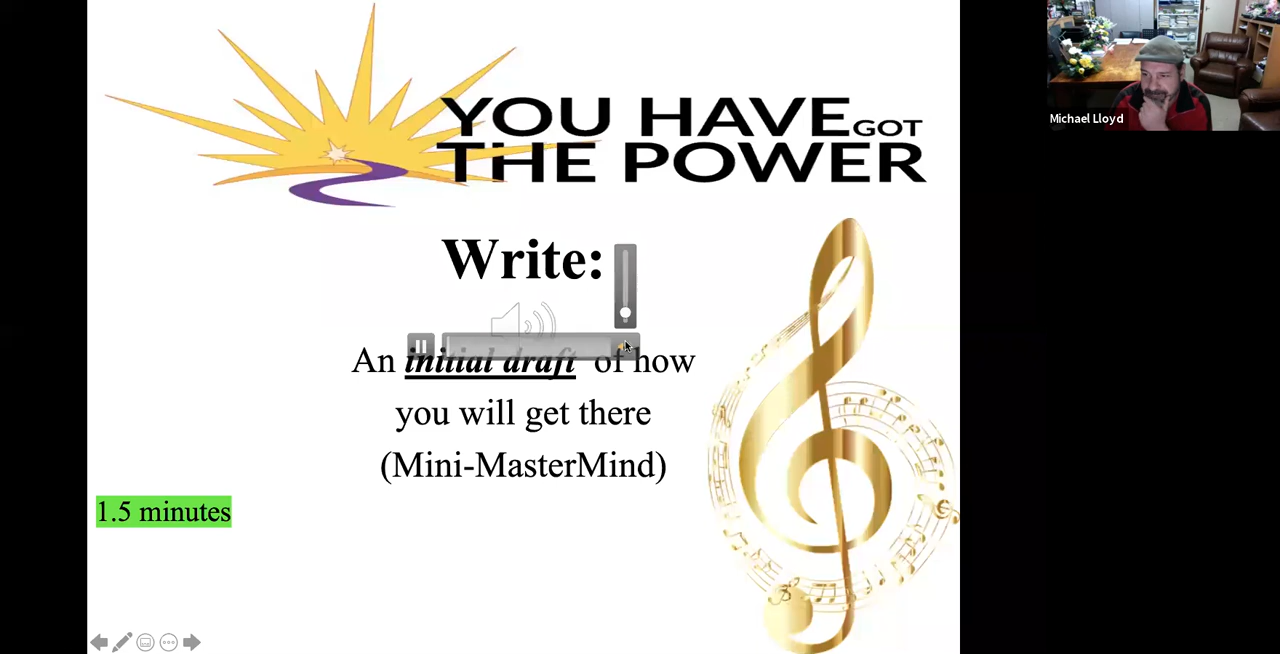 YOU HAVE GOT
THE POWER
Michael Lloyd
Write:
An initial draft of how
you will get there
(Mini-MasterMind)
1.5 minutes